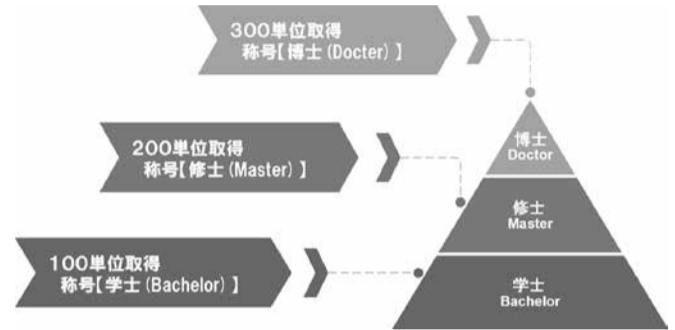 300単位取得
称号【博士(Docter)】
博士
Doctor
200単位取得
称号【修士(Master)】
修士
Master
100単位取得
称号【学士(Bachelor)】
学士
Bachelor